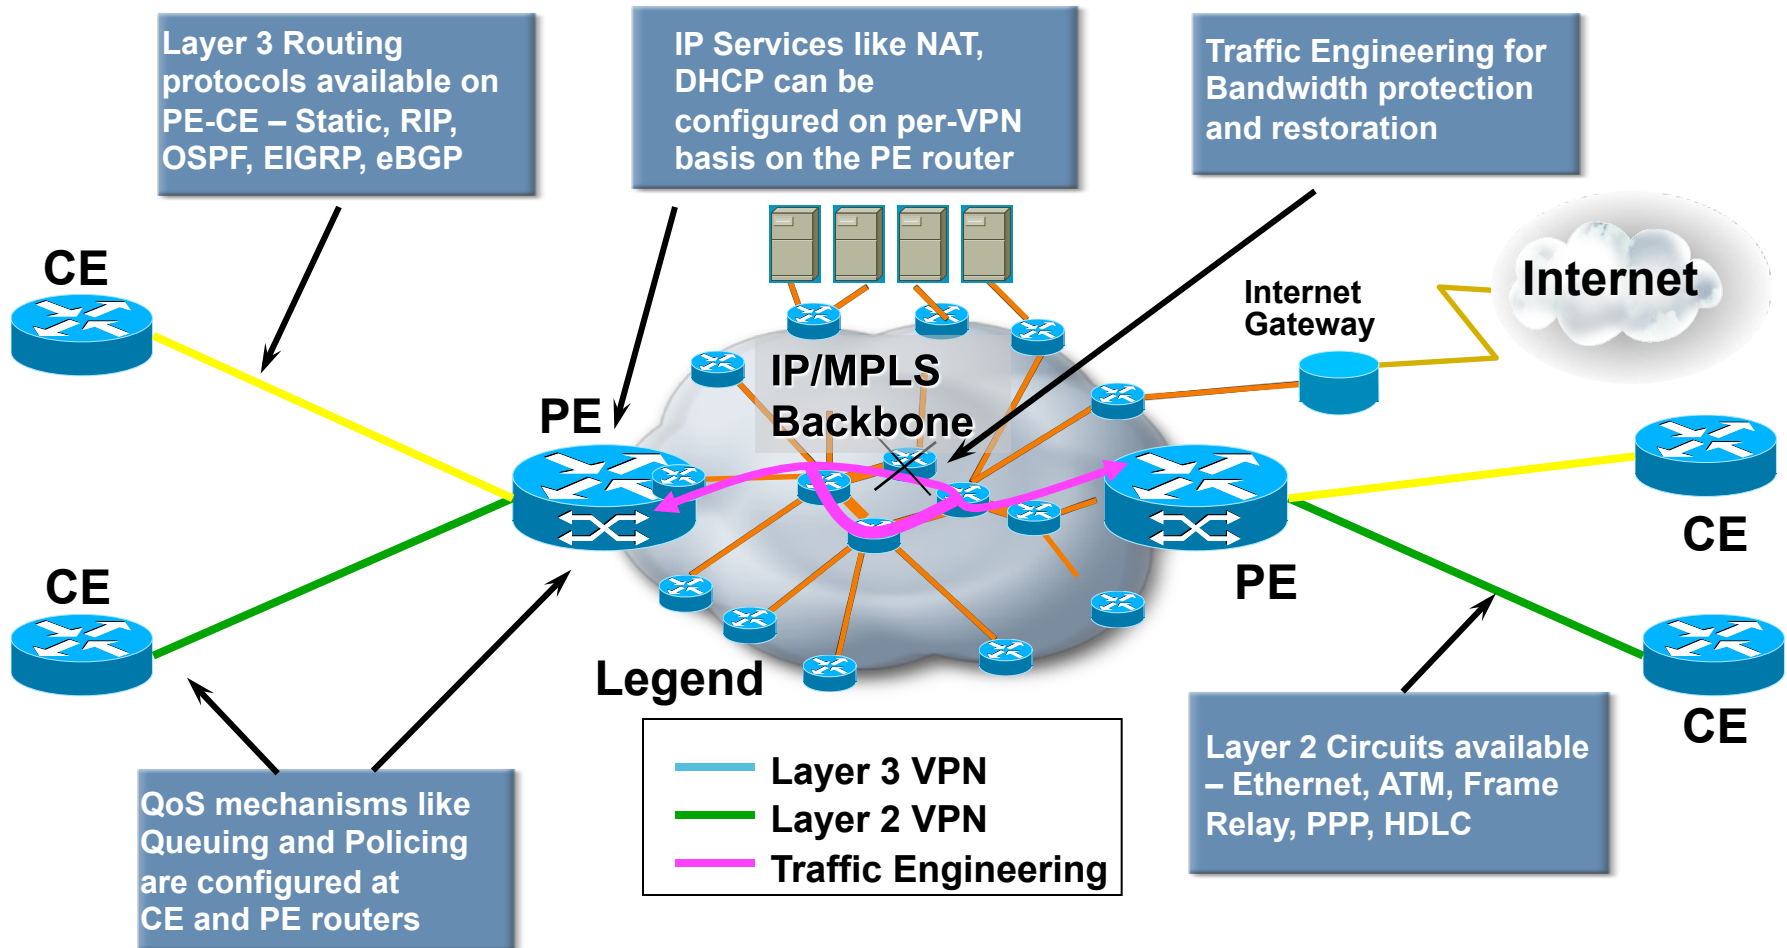 Layer 3 Routing
protocols available on
PE-CE – Static, RIP,
OSPF, EIGRP, eBGP
IP Services like NAT,
DHCP can be
configured on per-VPN
basis on the PE router
Traffic Engineering for
Bandwidth protection
and restoration
CE
Internet
Internet
Gateway
IP/MPLS
Backbone
PE
CE
CE
PE
CE
Legend
Layer 3 VPN
Layer 2 VPN
Traffic Engineering
QoS mechanisms like
Queuing and Policing
are configured at
CE and PE routers
Layer 2 Circuits available
– Ethernet, ATM, Frame
Relay, PPP, HDLC